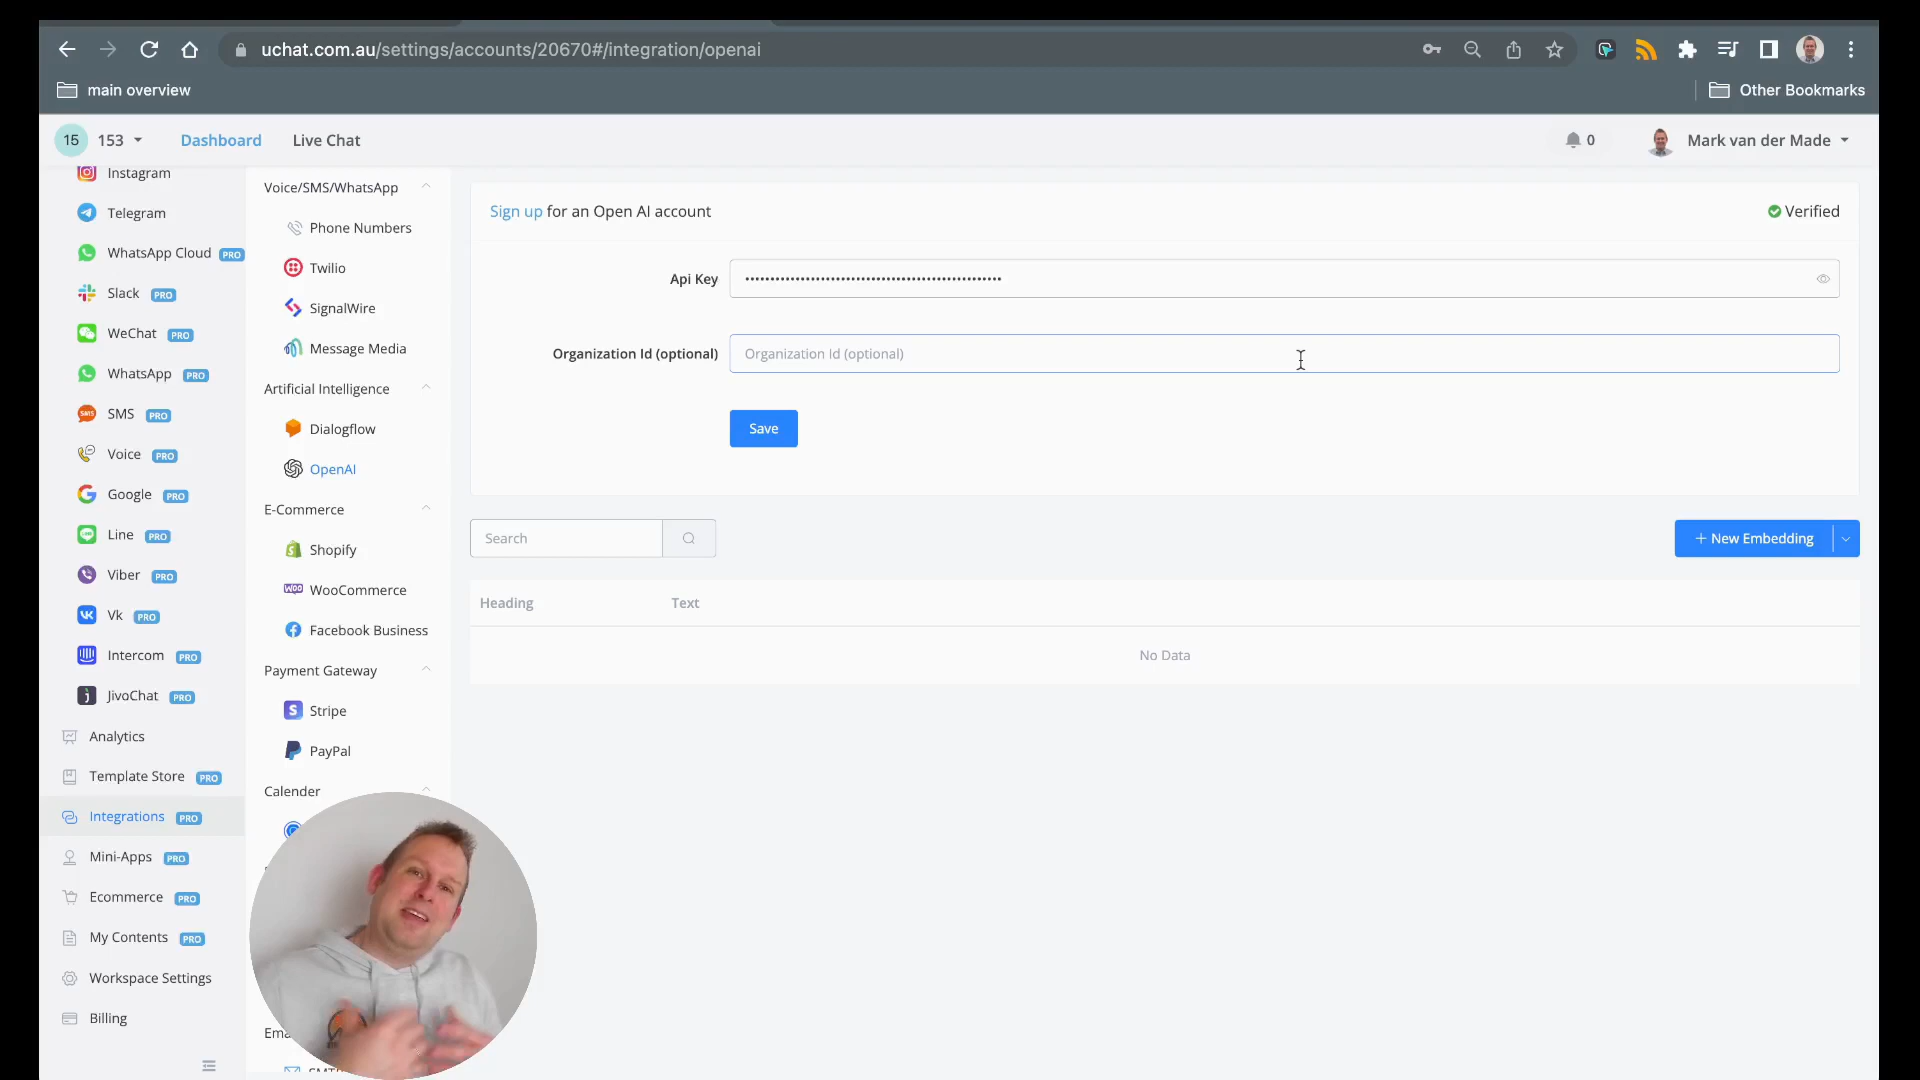 uchat.com.au/settings/accounts/20670#/integration/openai
main overview
Other Bookmarks
15 153
Dashboard
Live Chat
0
Mark van der Made
Instagram
Telegram
WhatsApp Cloud PRO
Slack PRO
WeChat PRO
WhatsApp PRO
SMS PRO
Voice PRO
Google PRO
Line PRO
Viber PRO
Vk PRO
Intercom PRO
JivoChat PRO
Analytics
Template Store PRO
Integrations PRO
Mini-Apps PRO
Ecommerce PRO
My Contents PRO
Workspace Settings
Billing
Voice/SMS/WhatsApp
Phone Numbers
Twilio
SignalWire
Message Media
Artificial Intelligence
Dialogflow
OpenAI
E-Commerce
Shopify
WooCommerce
Facebook Business
Payment Gateway
Stripe
PayPal
Calender
Sign up for an Open AI account
Verified
Api Key
Organization Id (optional)
Organization Id (optional)
Save
Search
+ New Embedding
Heading
Text
No Data